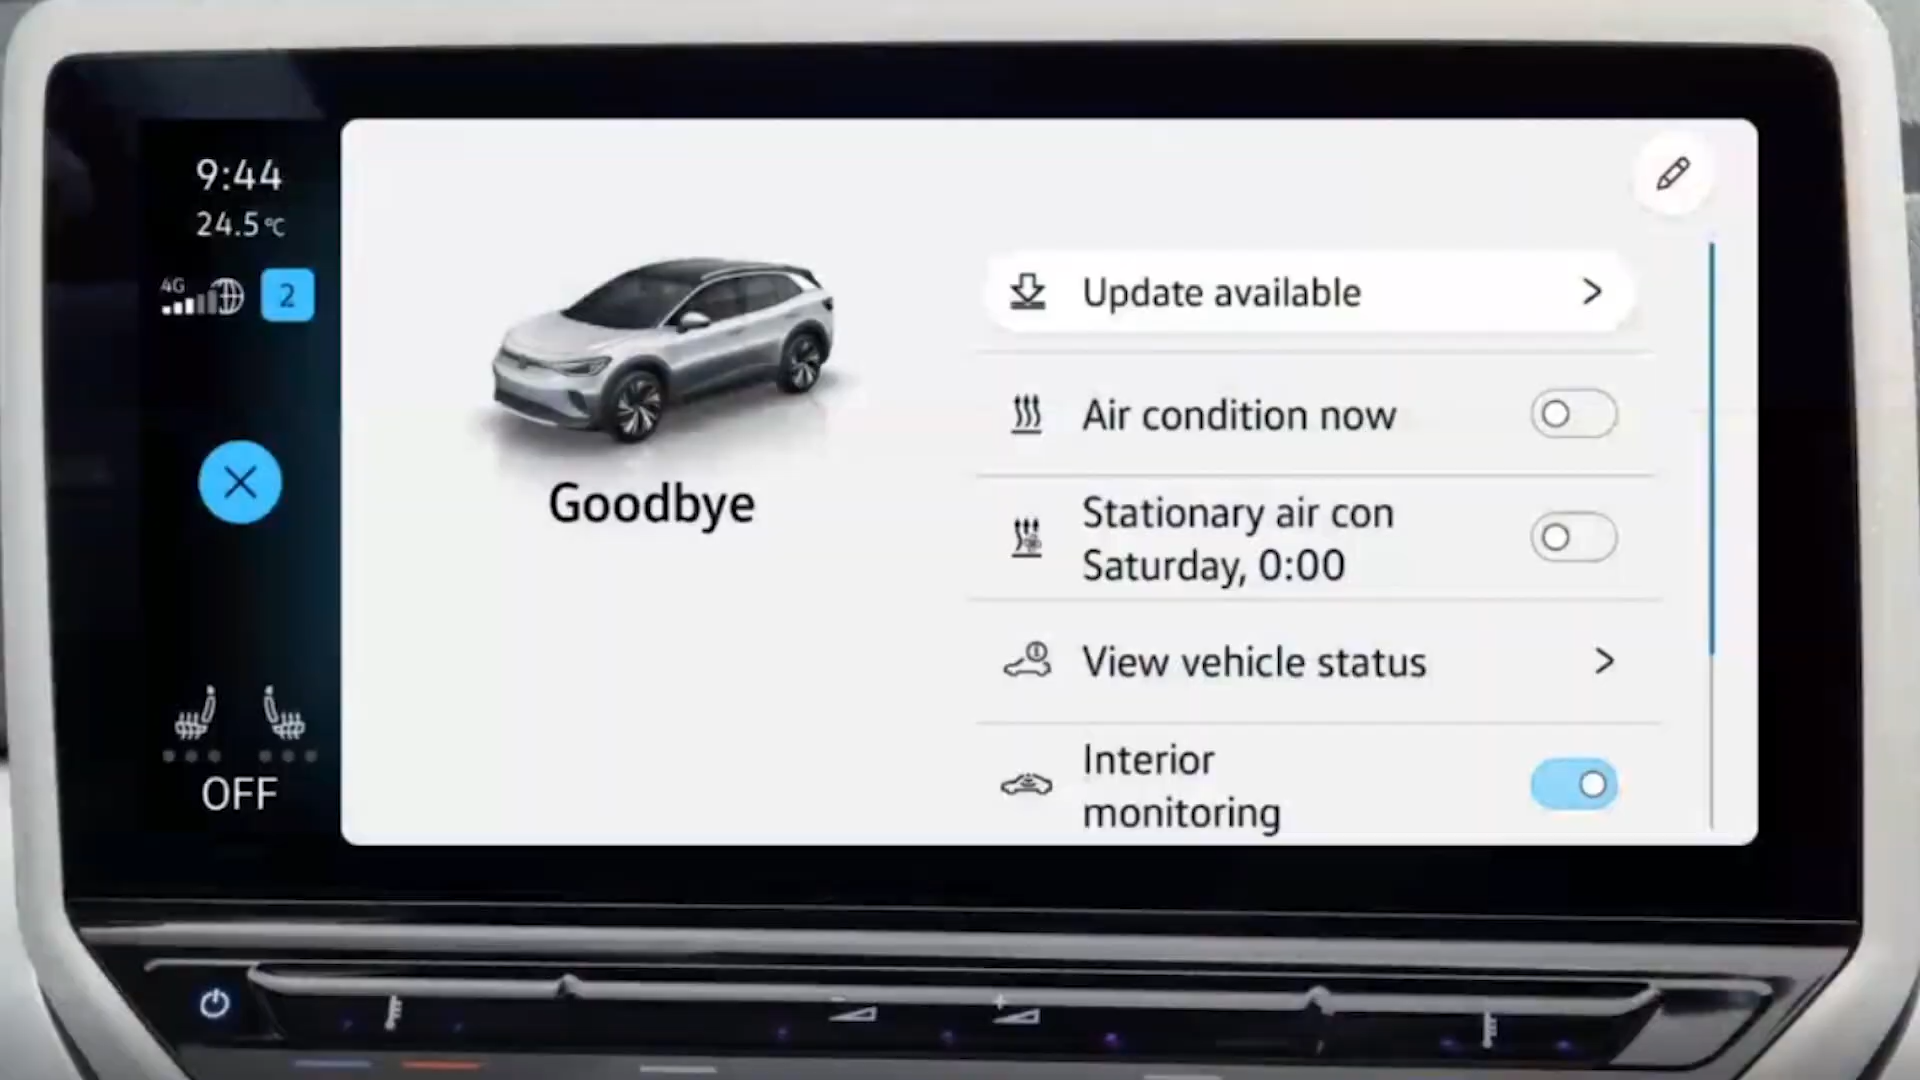 9:44
24.5°C
4G
2
OFF
Goodbye
Update available
Air condition now
Stationary air con
Saturday, 0:00
View vehicle status
Interior
monitoring